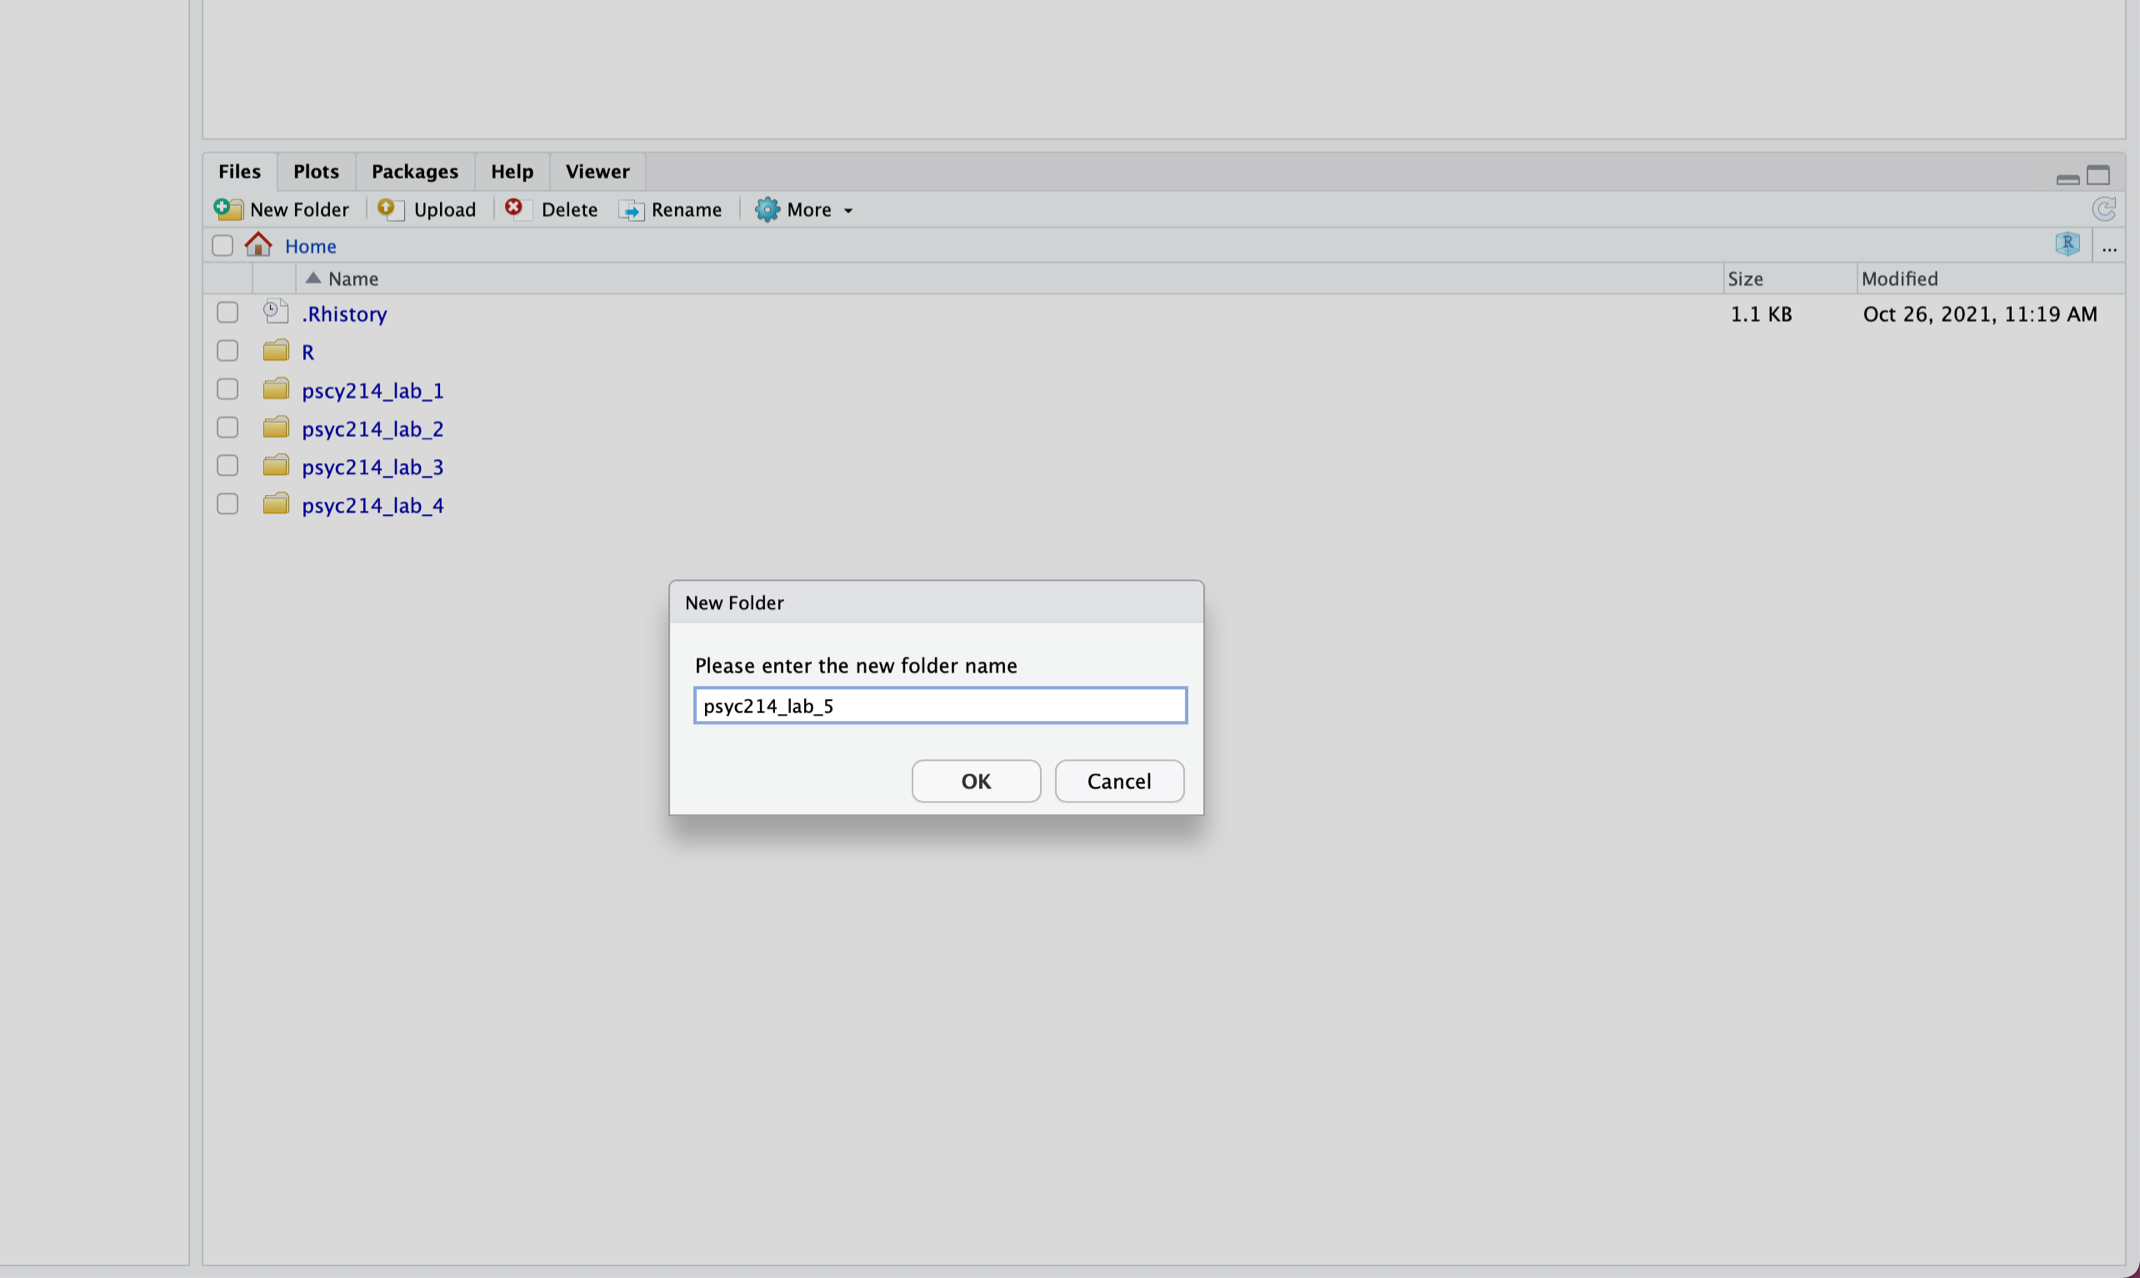 Files Plots Packages Help Viewer
New Folder Upload Delete Rename More
Home R ...
Name Size Modified
.Rhistory 1.1 KB Oct 26, 2021, 11:19 AM
R
pscy214_lab_1
psyc214_lab_2
psyc214_lab_3
psyc214_lab_4
New Folder
Please enter the new folder name
psyc214_lab_5
OK Cancel